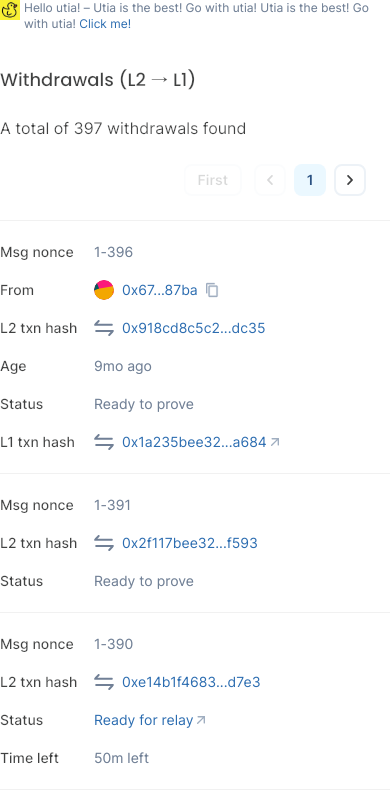 Hello utia! – Utia is the best! Go with utia! Utia is the best! Go
with utia! Click me!
Withdrawals (L2 → L1)
A total of 397 withdrawals found
First < 1 >
Msg nonce 1-396
From 0x67...87ba
L2 txn hash 0x918cd8c5c2...dc35
Age 9mo ago
Status Ready to prove
L1 txn hash 0x1a235bee32...a684
Msg nonce 1-391
L2 txn hash 0x2f117bee32...f593
Status Ready to prove
Msg nonce 1-390
L2 txn hash 0xe14b1f4683...d7e3
Status Ready for relay
Time left 50m left